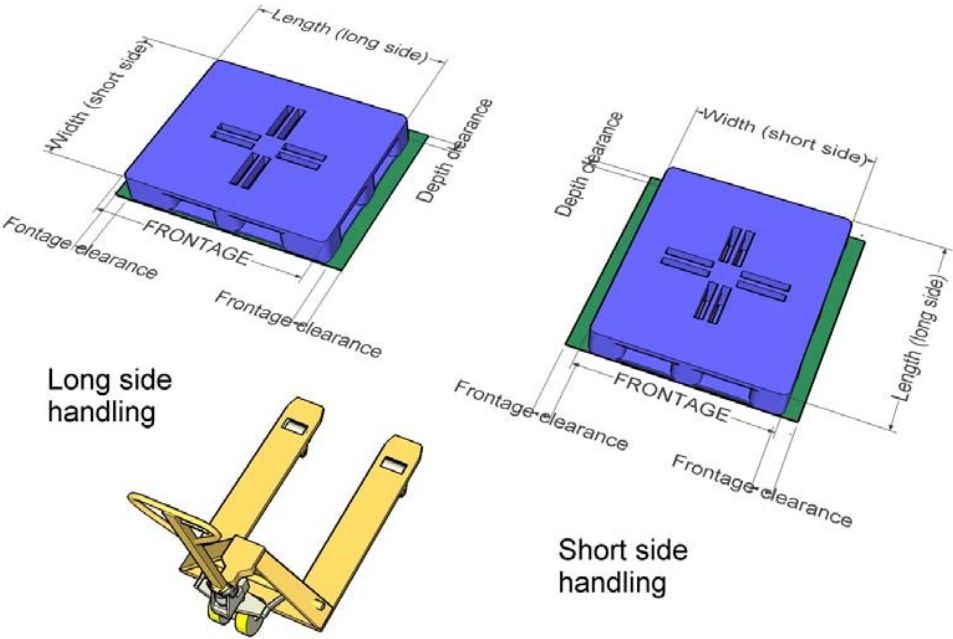 Length (long side)
Width (short side)
Depth clearance
FRONTAGE
Fontage clearance
Frontage clearance
Long side
handling
Width (short side)
Depth clearance
Length (long side)
FRONTAGE
Frontage clearance
Frontage clearance
Short side
handling